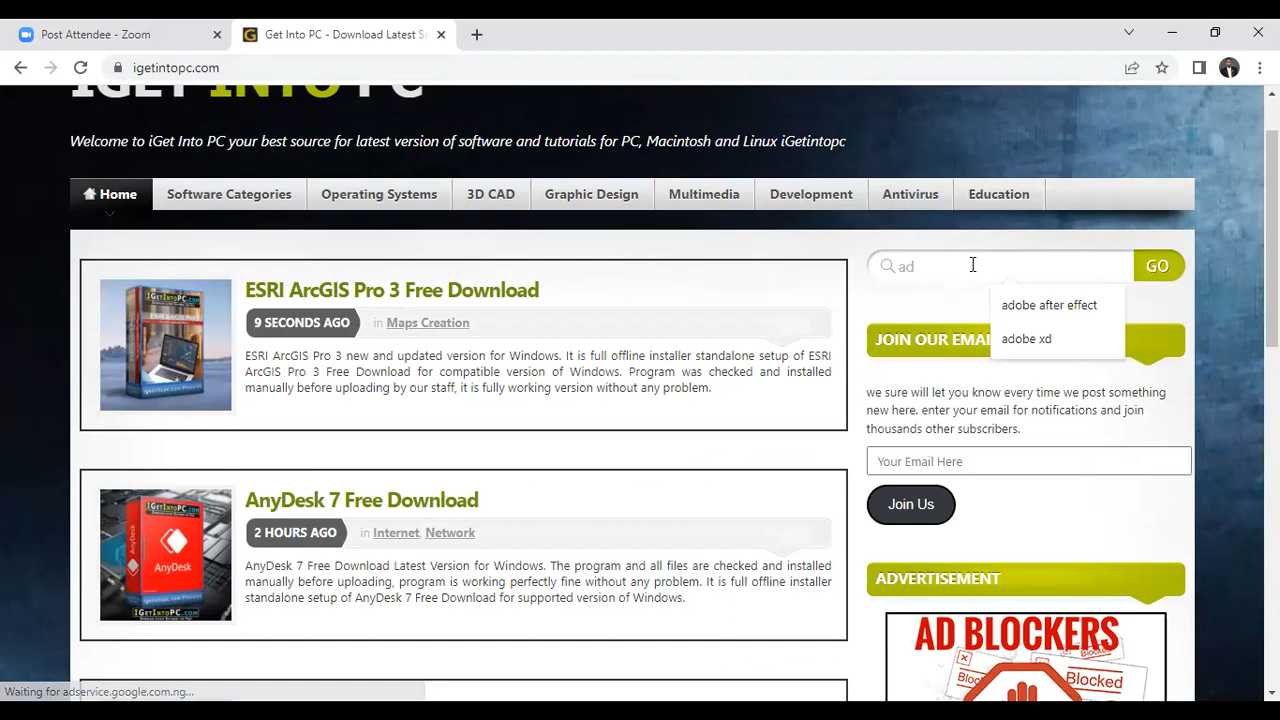 Post Attendee - Zoom
Get Into PC - Download Latest S
igetintopc.com
IGET INTO PC
Welcome to iGet Into PC your best source for latest version of software and tutorials for PC, Macintosh and Linux iGetintopc
Home Software Categories Operating Systems 3D CAD Graphic Design Multimedia Development Antivirus Education
ad
GO
adobe after effect
adobe xd
ESRI ArcGIS Pro 3 Free Download
9 SECONDS AGO in Maps Creation
ESRI ArcGIS Pro 3 new and updated version for Windows. It is full offline installer standalone setup of ESRI
ArcGIS Pro 3 Free Download for compatible version of Windows. Program was checked and installed
manually before uploading by our staff, it is fully working version without any problem.
IGETINTOPC.COM
JOIN OUR EMAI
we sure will let you know every time we post something
new here. enter your email for notifications and join
thousands other subscribers.
Your Email Here
Join Us
AnyDesk 7 Free Download
2 HOURS AGO in Internet, Network
AnyDesk 7 Free Download Latest Version for Windows. The program and all files are checked and installed
manually before uploading, program is working perfectly fine without any problem. It is full offline installer
standalone setup of AnyDesk 7 Free Download for supported version of Windows.
IGETINTOPC.COM
AnyDesk
IGETINTOPC.COM
ADVERTISEMENT
AD BLOCKERS
Blocked
Waiting for adservice.google.com.ng...